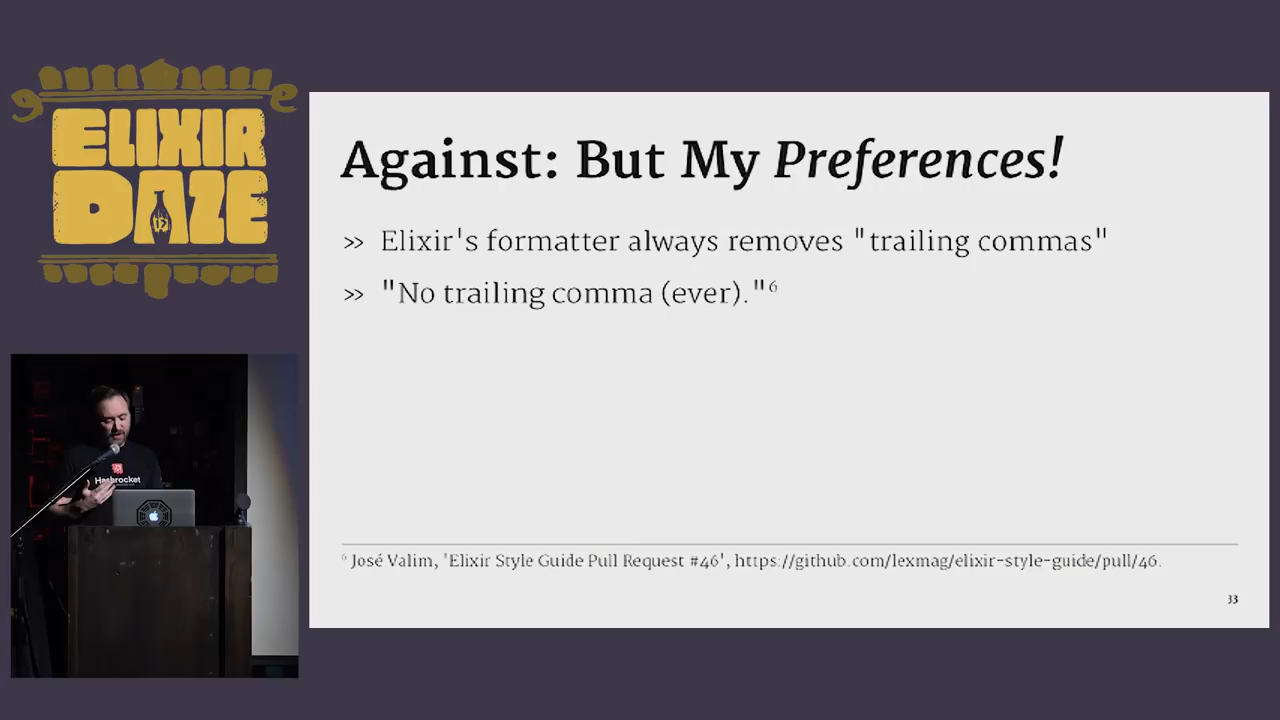 ELIXIR
DAZE
Against: But My Preferences!
>> Elixir's formatter always removes "trailing commas"
>> "No trailing comma (ever)."6
6 José Valim, 'Elixir Style Guide Pull Request #46', https://github.com/lexmag/elixir-style-guide/pull/46.
33
Hashrocket